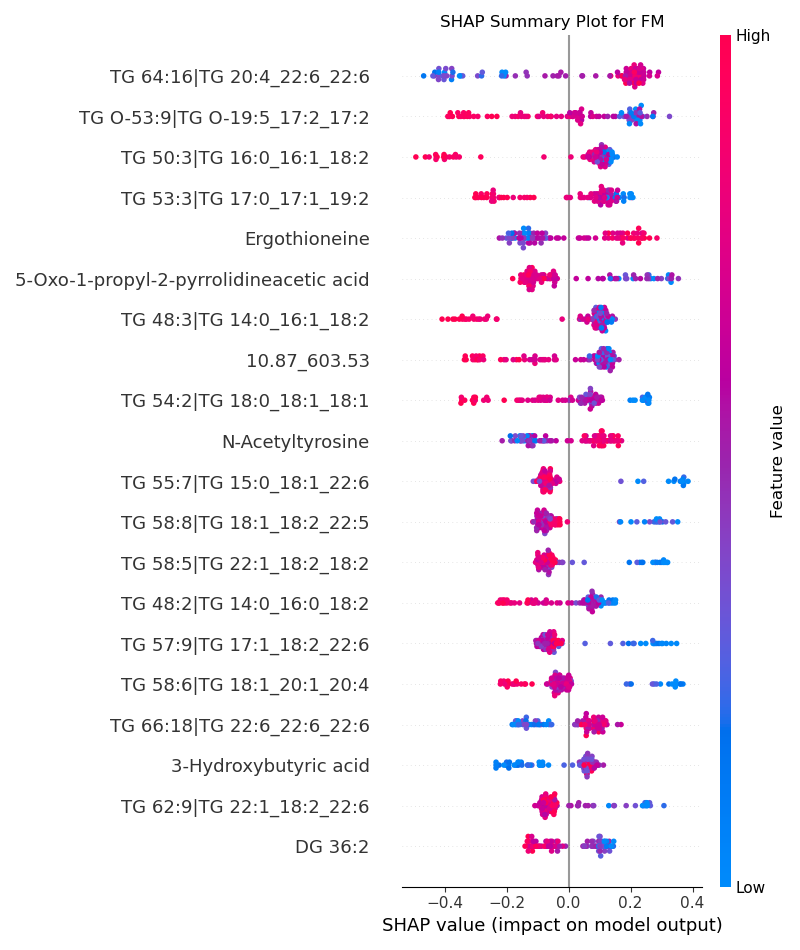 SHAP Summary Plot for FM
High
TG 64:16|TG 20:4_22:6_22:6
TG O-53:9|TG O-19:5_17:2_17:2
TG 50:3|TG 16:0_16:1_18:2
TG 53:3|TG 17:0_17:1_19:2
Ergothioneine
5-Oxo-1-propyl-2-pyrrolidineacetic acid
TG 48:3|TG 14:0_16:1_18:2
10.87_603.53
TG 54:2|TG 18:0_18:1_18:1
N-Acetyltyrosine
TG 55:7|TG 15:0_18:1_22:6
TG 58:8|TG 18:1_18:2_22:5
TG 58:5|TG 22:1_18:2_18:2
TG 48:2|TG 14:0_16:0_18:2
TG 57:9|TG 17:1_18:2_22:6
TG 58:6|TG 18:1_20:1_20:4
TG 66:18|TG 22:6_22:6_22:6
3-Hydroxybutyric acid
TG 62:9|TG 22:1_18:2_22:6
DG 36:2
Feature value
Low
−0.4 −0.2 0.0 0.2 0.4
SHAP value (impact on model output)